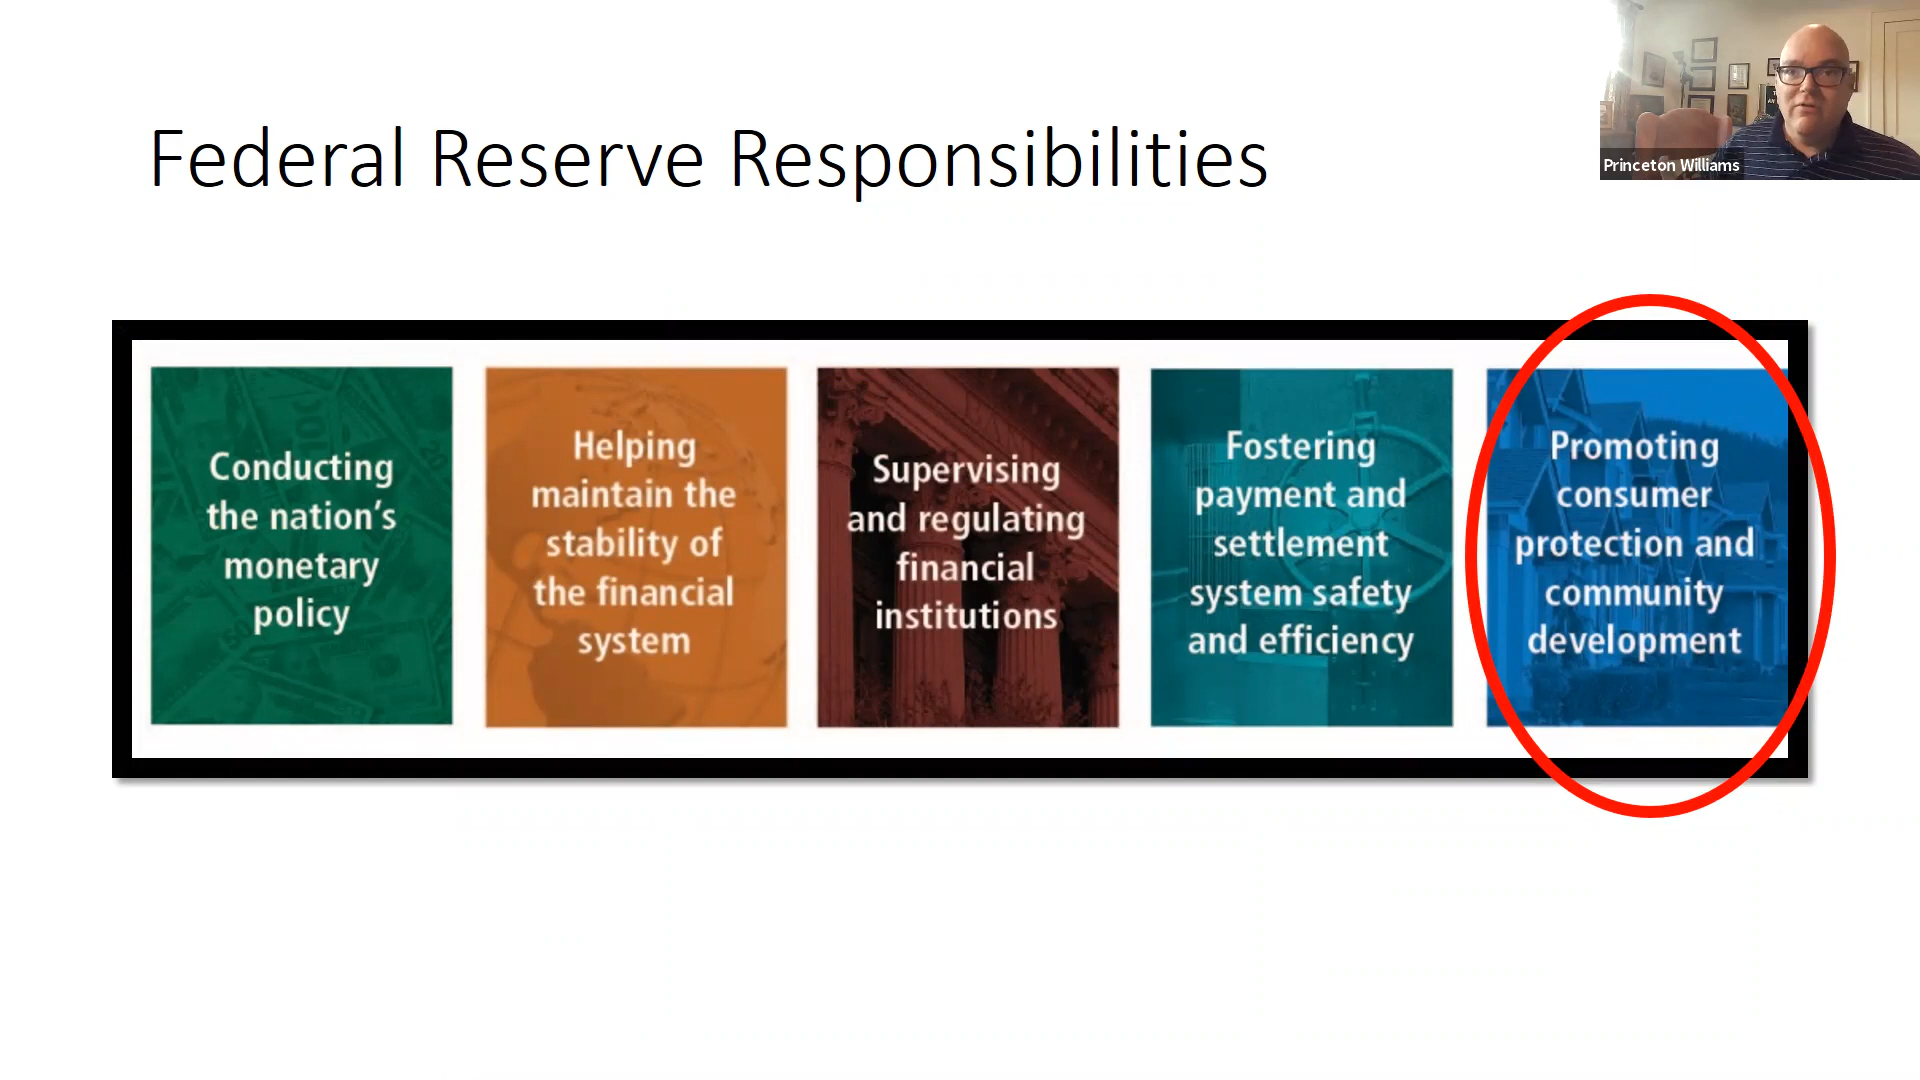 Federal Reserve Responsibilities
Princeton Williams
Conducting
the nation's
monetary
policy
Helping
maintain the
stability of
the financial
system
Supervising
and regulating
financial
institutions
Fostering
payment and
settlement
system safety
and efficiency
Promoting
consumer
protection and
community
development